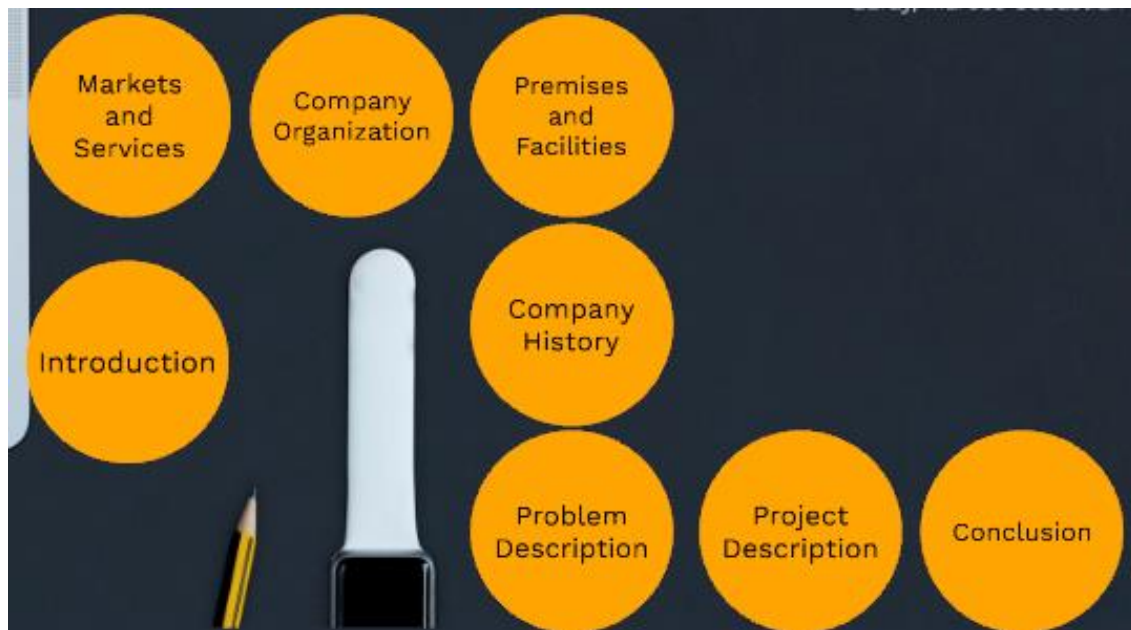 Markets
and
Services
Company
Organization
Premises
and
Facilities
Introduction
Company
History
Problem
Description
Project
Description
Conclusion